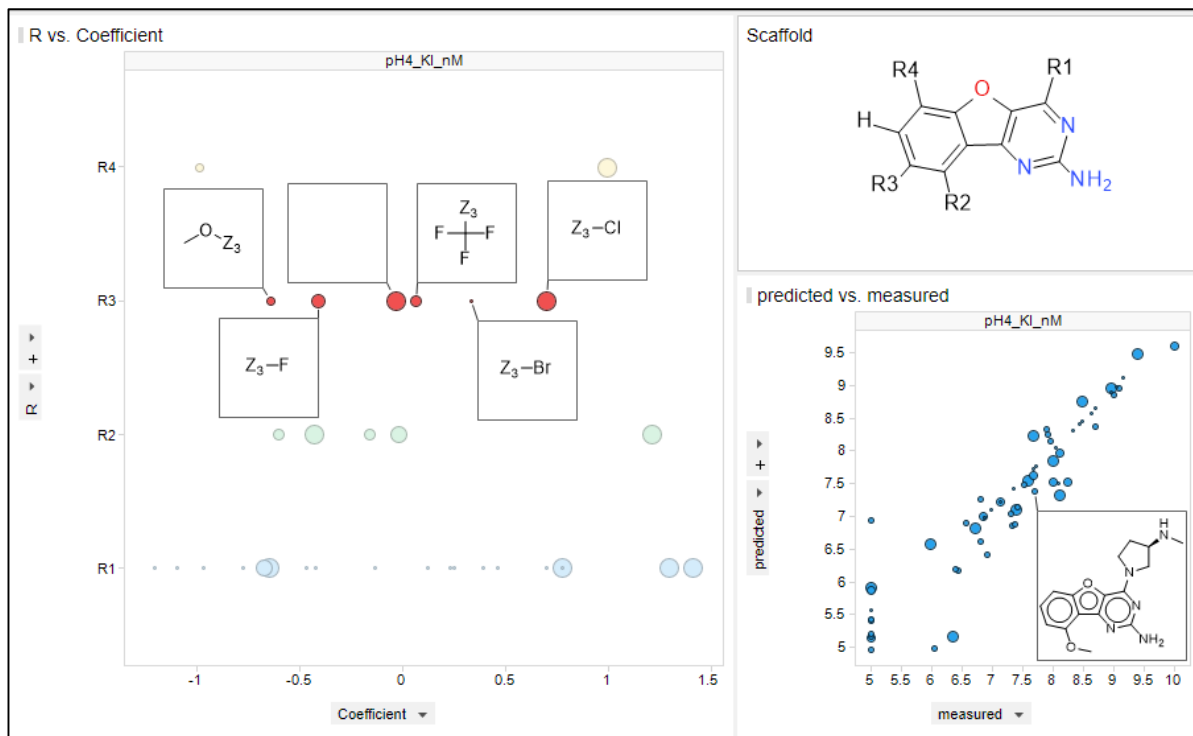 R vs. Coefficient
pH4_KI_nM
R4
R3
R2
R1
O
Z3
Z3
F F
F
Z3–Cl
Z3–F
Z3–Br
+
R
-1 -0.5 0 0.5 1 1.5
Coefficient
Scaffold
R4 R1
O
H N
N
R3 NH2
R2
predicted vs. measured
pH4_KI_nM
9.5
9
8.5
8
7.5
7
6.5
6
5.5
5
+
predicted
H
N
N
O
N
N
NH2
O
5 5.5 6 6.5 7 7.5 8 8.5 9 9.5 10
measured